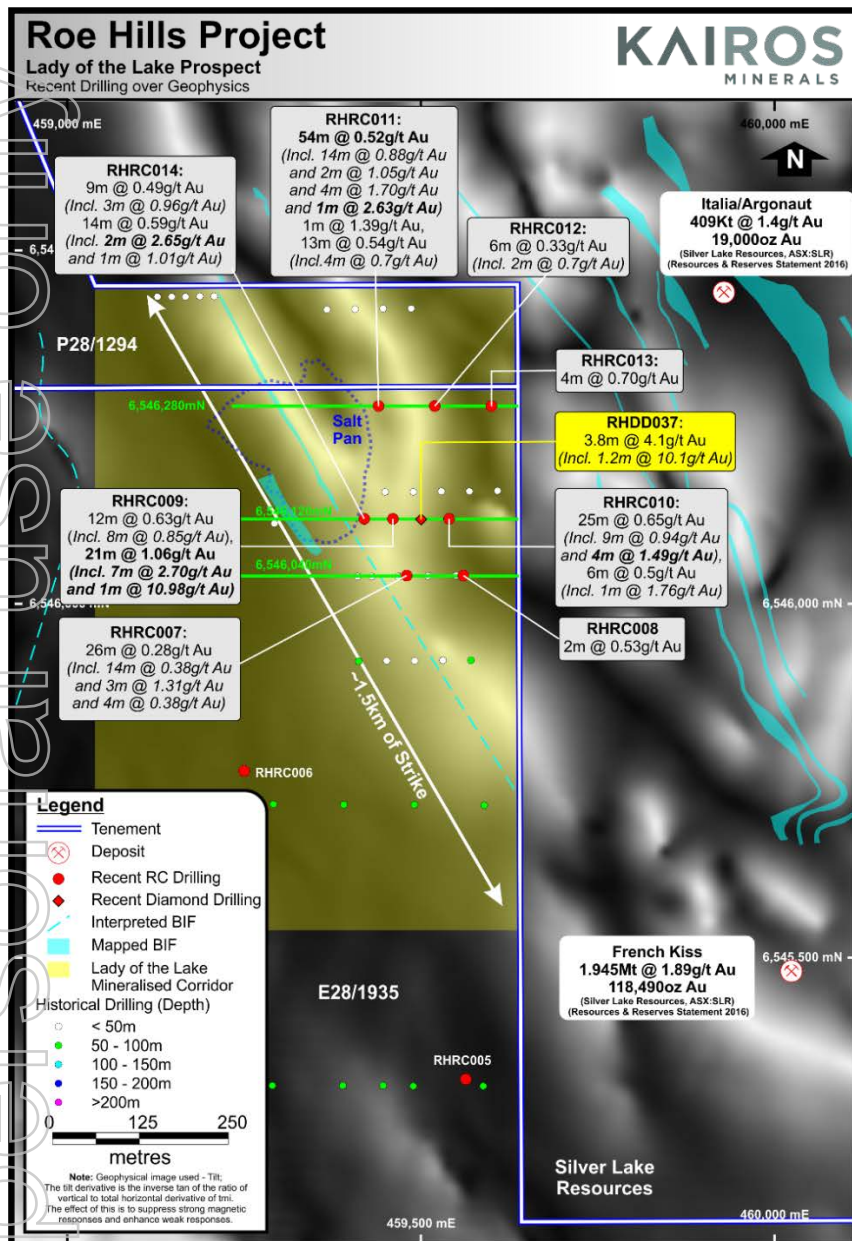 Roe Hills Project
Lady of the Lake Prospect
Recent Drilling over Geophysics
KAIROS
MINERALS
459,000 mE
460,000 mE
N
RHRC011:
54m @ 0.52g/t Au
(Incl. 14m @ 0.88g/t Au
and 2m @ 1.05g/t Au
and 4m @ 1.70g/t Au
and 1m @ 2.63g/t Au)
1m @ 1.39g/t Au,
13m @ 0.54g/t Au
(Incl.4m @ 0.7g/t Au)
RHRC014:
9m @ 0.49g/t Au
(Incl. 3m @ 0.96g/t Au)
14m @ 0.59g/t Au
(Incl. 2m @ 2.65g/t Au
and 1m @ 1.01g/t Au)
RHRC012:
6m @ 0.33g/t Au
(Incl. 2m @ 0.7g/t Au)
Italia/Argonaut
409Kt @ 1.4g/t Au
19,000oz Au
(Silver Lake Resources, ASX:SLR)
(Resources & Reserves Statement 2016)
6,54
P28/1294
RHRC013:
4m @ 0.70g/t Au
6,546,280mN
Salt
Pan
RHDD037:
3.8m @ 4.1g/t Au
(Incl. 1.2m @ 10.1g/t Au)
RHRC009:
12m @ 0.63g/t Au
(Incl. 8m @ 0.85g/t Au),
21m @ 1.06g/t Au
(Incl. 7m @ 2.70g/t Au
and 1m @ 10.98g/t Au)
6,546,120mN
RHRC010:
25m @ 0.65g/t Au
(Incl. 9m @ 0.94g/t Au
and 4m @ 1.49g/t Au),
6m @ 0.5g/t Au
(Incl. 1m @ 1.76g/t Au)
6,546,040mN
6,546,000 mN
6,546,000 mN
RHRC007:
26m @ 0.28g/t Au
(Incl. 14m @ 0.38g/t Au
and 3m @ 1.31g/t Au
and 4m @ 0.38g/t Au)
RHRC008
2m @ 0.53g/t Au
~1.5km of Strike
RHRC006
Legend
Tenement
Deposit
Recent RC Drilling
Recent Diamond Drilling
Interpreted BIF
Mapped BIF
Lady of the Lake
Mineralised Corridor
Historical Drilling (Depth)
< 50m
50 - 100m
100 - 150m
150 - 200m
>200m
0 125 250
metres
Note: Geophysical image used - Tilt;
The tilt derivative is the inverse tan of the ratio of
vertical to total horizontal derivative of tmi.
The effect of this is to suppress strong magnetic
responses and enhance weak responses.
French Kiss
1.945Mt @ 1.89g/t Au
118,490oz Au
(Silver Lake Resources, ASX:SLR)
(Resources & Reserves Statement 2016)
6,545,500 mN
E28/1935
RHRC005
Silver Lake
Resources
459,500 mE
460,000 mE
For personal use only